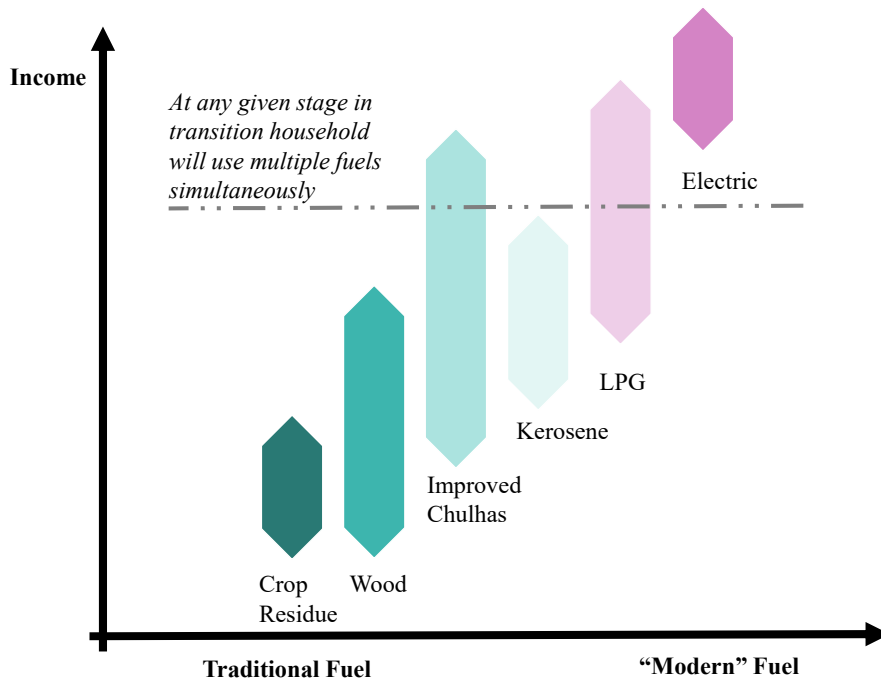 Income
At any given stage in
transition household
will use multiple fuels
simultaneously
Electric
LPG
Kerosene
Improved
Chulhas
Crop
Residue
Wood
Traditional Fuel
“Modern” Fuel